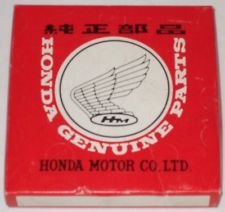 純正部品
HONDA GENUINE PARTS
HM
HONDA MOTOR CO. LTD.